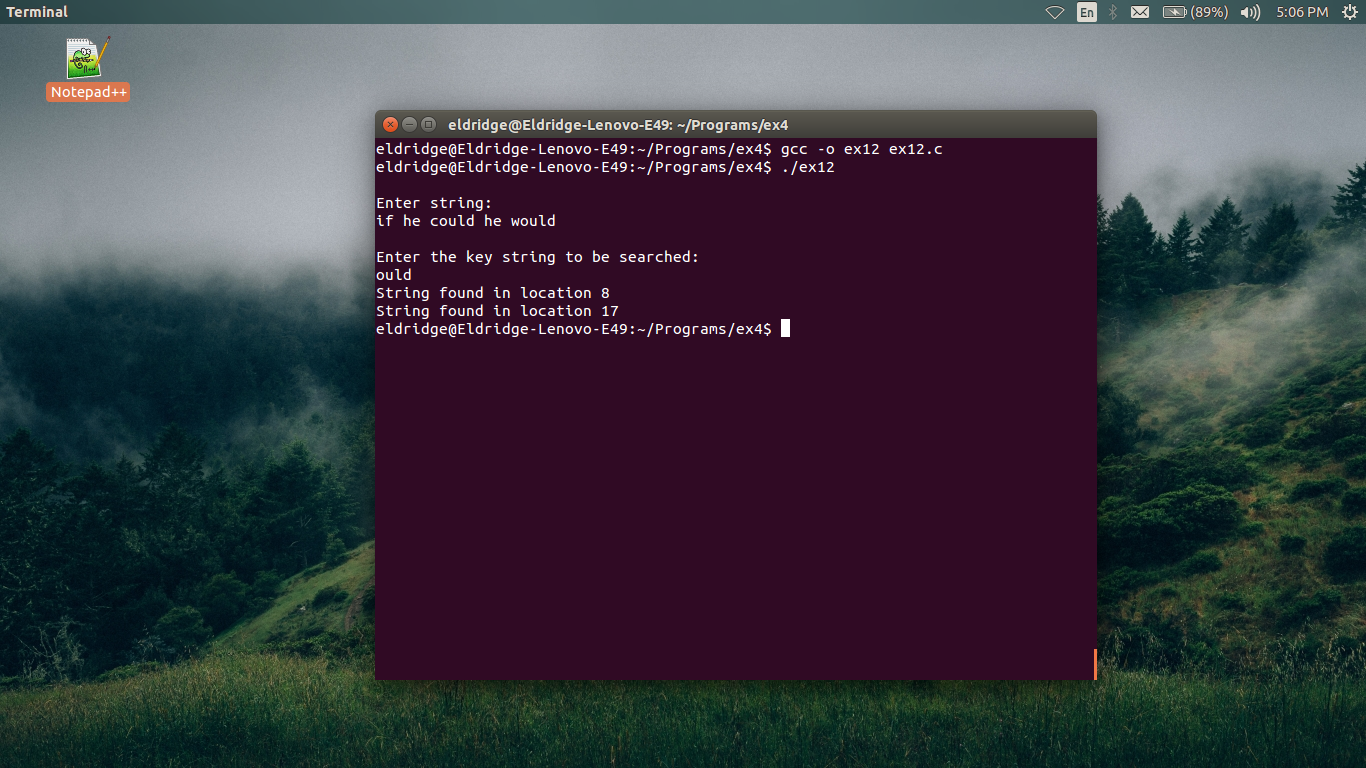 Terminal
En
(89%)
5:06 PM
Notepad++
eldridge@Eldridge-Lenovo-E49: ~/Programs/ex4
eldridge@Eldridge-Lenovo-E49:~/Programs/ex4$ gcc -o ex12 ex12.c
eldridge@Eldridge-Lenovo-E49:~/Programs/ex4$ ./ex12
Enter string:
if he could he would
Enter the key string to be searched:
ould
String found in location 8
String found in location 17
eldridge@Eldridge-Lenovo-E49:~/Programs/ex4$